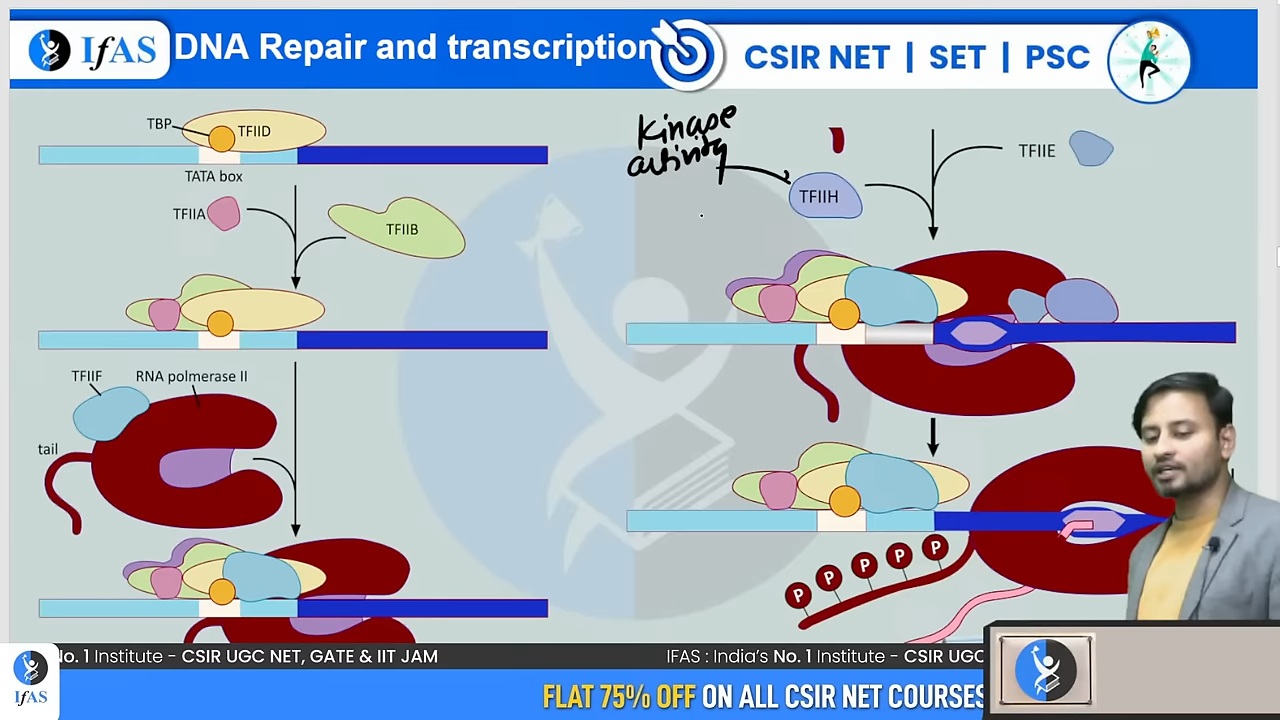 IfAS
DNA Repair and transcription
CSIR NET | SET | PSC
TBP
TFIID
TATA box
TFIIA
TFIIB
TFIIF
RNA polmerase II
tail
Kinase
activity
TFIIH
TFIIE
P P P P P
No. 1 Institute - CSIR UGC NET, GATE & IIT JAM
IFAS : India's No. 1 Institute - CSIR UGC
IfAS
FLAT 75% OFF ON ALL CSIR NET COURSES